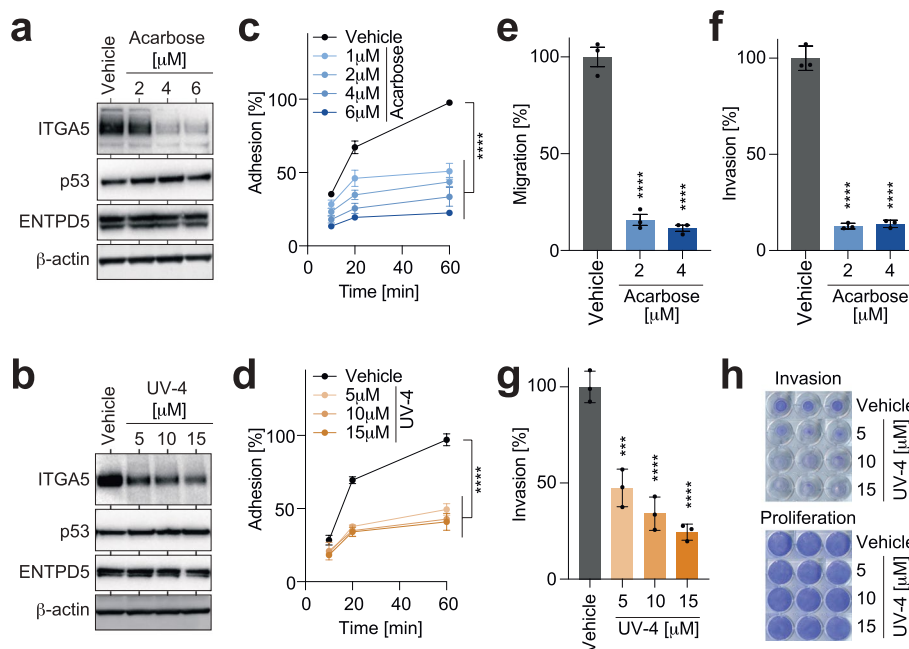 a
Vehicle
Acarbose
[μM]
2 4 6
ITGA5
p53
ENTPD5
β-actin
c
Vehicle
1μM
2μM
4μM
6μM
Acarbose
Adhesion [%]
100
50
0
0 20 40 60
Time [min]
****
e
Migration [%]
100
50
0
****
****
Vehicle
2 4
Acarbose
[μM]
f
Invasion [%]
100
50
0
****
****
Vehicle
2 4
Acarbose
[μM]
b
Vehicle
UV-4
[μM]
5 10 15
ITGA5
p53
ENTPD5
β-actin
d
Vehicle
5μM
10μM
15μM
UV-4
Adhesion [%]
100
50
0
0 20 40 60
Time [min]
****
g
Invasion [%]
100
50
0
***
****
****
Vehicle
5 10 15
UV-4 [μM]
h
Invasion
Vehicle
5
10
15
UV-4 [μM]
Proliferation
Vehicle
5
10
15
UV-4 [μM]